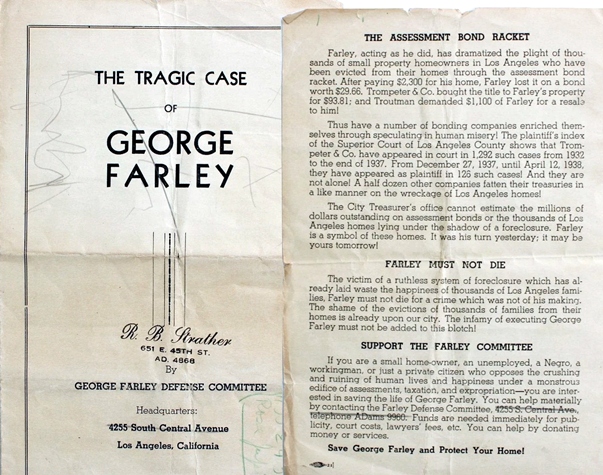 THE TRAGIC CASE
OF
GEORGE
FARLEY
R. B. Strather
651 E. 45TH ST.
AD. 4868
By
GEORGE FARLEY DEFENSE COMMITTEE
Headquarters:
4255 South Central Avenue
Los Angeles, California
THE ASSESSMENT BOND RACKET
Farley, acting as he did, has dramatized the plight of thou-
sands of small property homeowners in Los Angeles who have
been evicted from their homes through the assessment bond
racket. After paying $2,300 for his home, Farley lost it on a bond
worth $29.66. Trompeter & Co. bought the title to Farley's property
for $93.81; and Troutman demanded $1,100 of Farley for a resale
to him!
Thus have a number of bonding companies enriched them-
selves through speculating in human misery! The plaintiff's index
of the Superior Court of Los Angeles County shows that Trom-
peter & Co. have appeared in court in 1,292 such cases from 1932
to the end of 1937. From December 27, 1937, until April 12, 1938,
they have appeared as plaintiff in 126 such cases! And they are
not alone! A half dozen other companies fatten their treasuries in
a like manner on the wreckage of Los Angeles homes!
The City Treasurer's office cannot estimate the millions of
dollars outstanding on assessment bonds or the thousands of Los
Angeles homes lying under the shadow of a foreclosure. Farley
is a symbol of these homes. It was his turn yesterday; it may be
yours tomorrow!
FARLEY MUST NOT DIE
The victim of a ruthless system of foreclosure which has al-
ready laid waste the happiness of thousands of Los Angeles fami-
lies, Farley must not die for a crime which was not of his making.
The shame of the evictions of thousands of families from their
homes is already upon our city. The infamy of executing George
Farley must not be added to this blotch!
SUPPORT THE FARLEY COMMITTEE
If you are a small home-owner, an unemployed, a Negro, a
workingman, or just a private citizen who opposes the crushing
and ruining of human lives and happiness under a monstrous
edifice of assessments, taxation, and expropriation—you are inter-
ested in saving the life of George Farley. You can help materially
by contacting the Farley Defense Committee, 4255 S. Central Ave.,
telephone ADams 9960. Funds are needed immediately for pub-
licity, court costs, lawyers' fees, etc. You can help by donating
money or services.
Save George Farley and Protect Your Home!